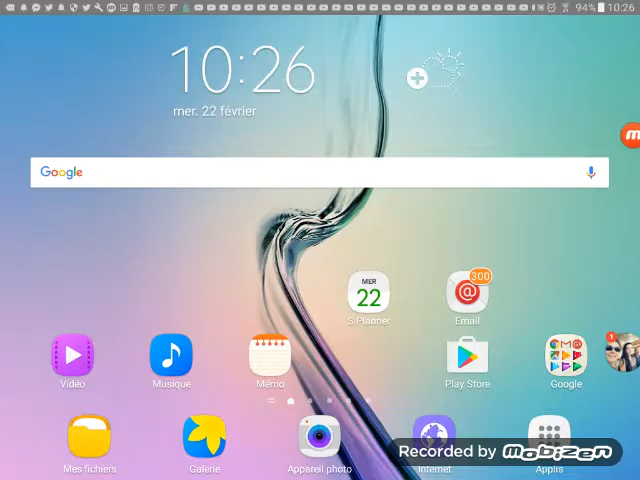 94% 10:26
10:26
mer. 22 février
Google
MER
22
300
S Planner
Email
1
Vidéo
Musique
Mémo
Play Store
Google
Mes fichiers
Galerie
Appareil photo
Internet
Applis
Recorded by Mobizen